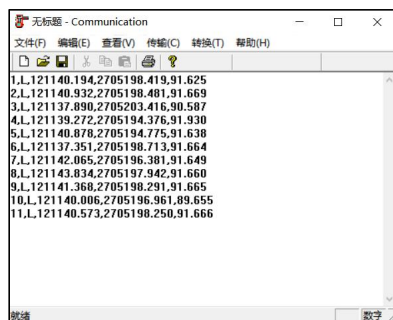 无标题 - Communication
文件(F) 编辑(E) 查看(V) 传输(C) 转换(T) 帮助(H)
1,L,121140.194,2705198.419,91.625
2,L,121140.932,2705198.481,91.669
3,L,121137.890,2705203.416,90.587
4,L,121139.272,2705194.376,91.930
5,L,121140.878,2705194.775,91.638
6,L,121137.351,2705198.713,91.664
7,L,121142.065,2705196.381,91.649
8,L,121143.834,2705197.942,91.660
9,L,121141.368,2705198.291,91.665
10,L,121140.006,2705196.961,89.655
11,L,121140.573,2705198.250,91.666
就绪 数字